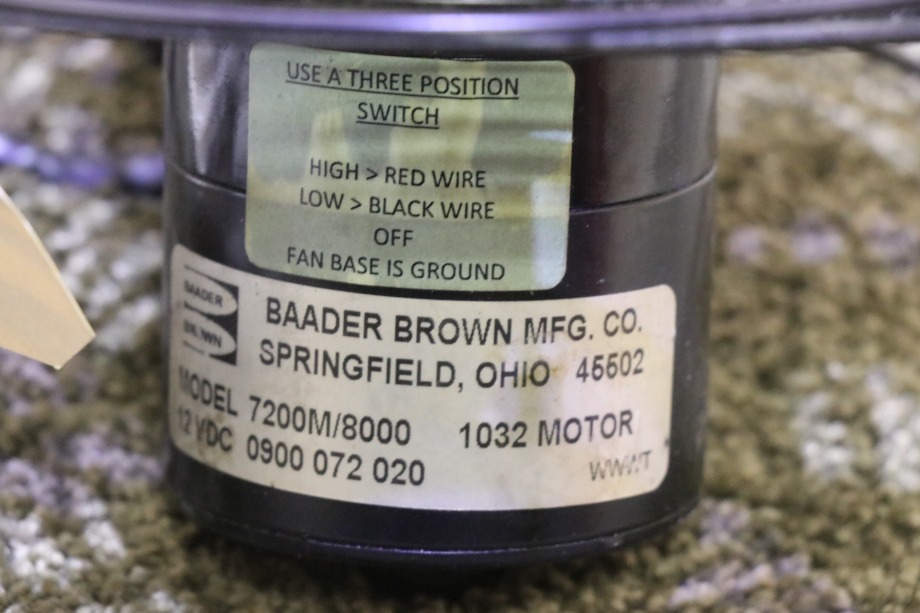 USE A THREE POSITION
SWITCH
HIGH > RED WIRE
LOW > BLACK WIRE
OFF
FAN BASE IS GROUND
BAADER
BROWN
BAADER BROWN MFG. CO.
SPRINGFIELD, OHIO 45502
MODEL 7200M/8000 1032 MOTOR
12 VDC 0900 072 020